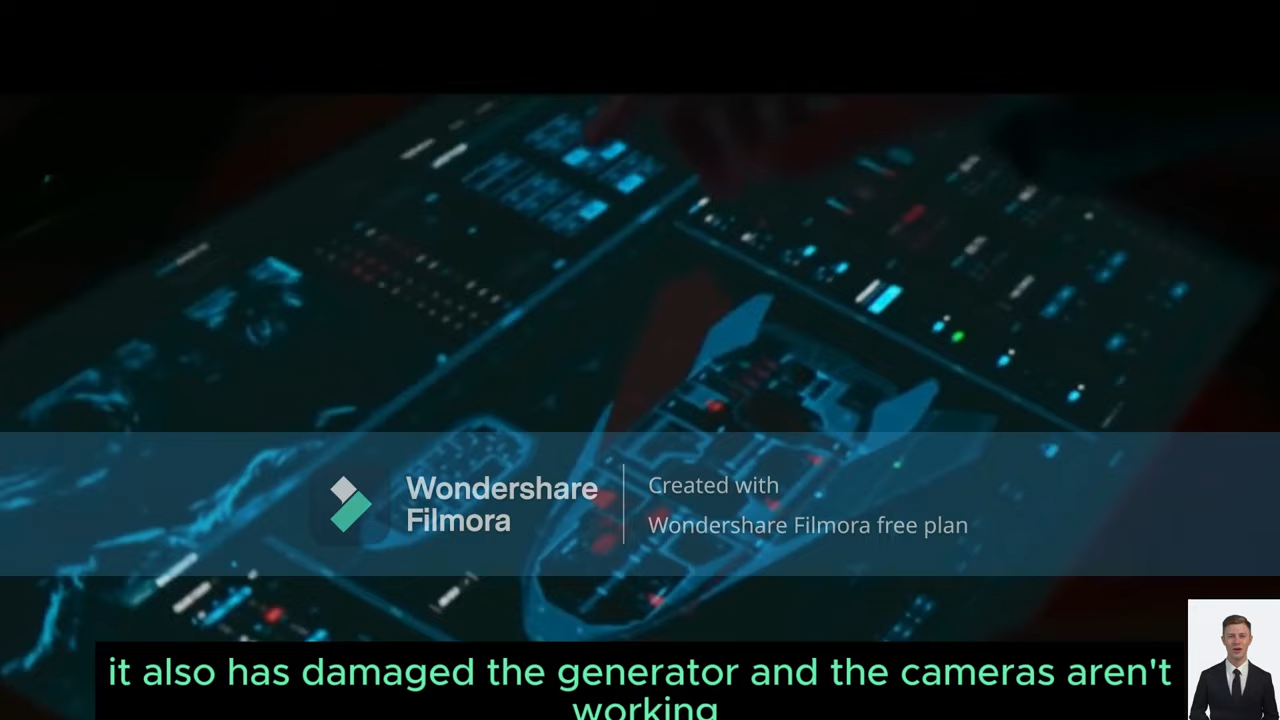 Wondershare
Filmora
Created with
Wondershare Filmora free plan
it also has damaged the generator and the cameras aren't
working